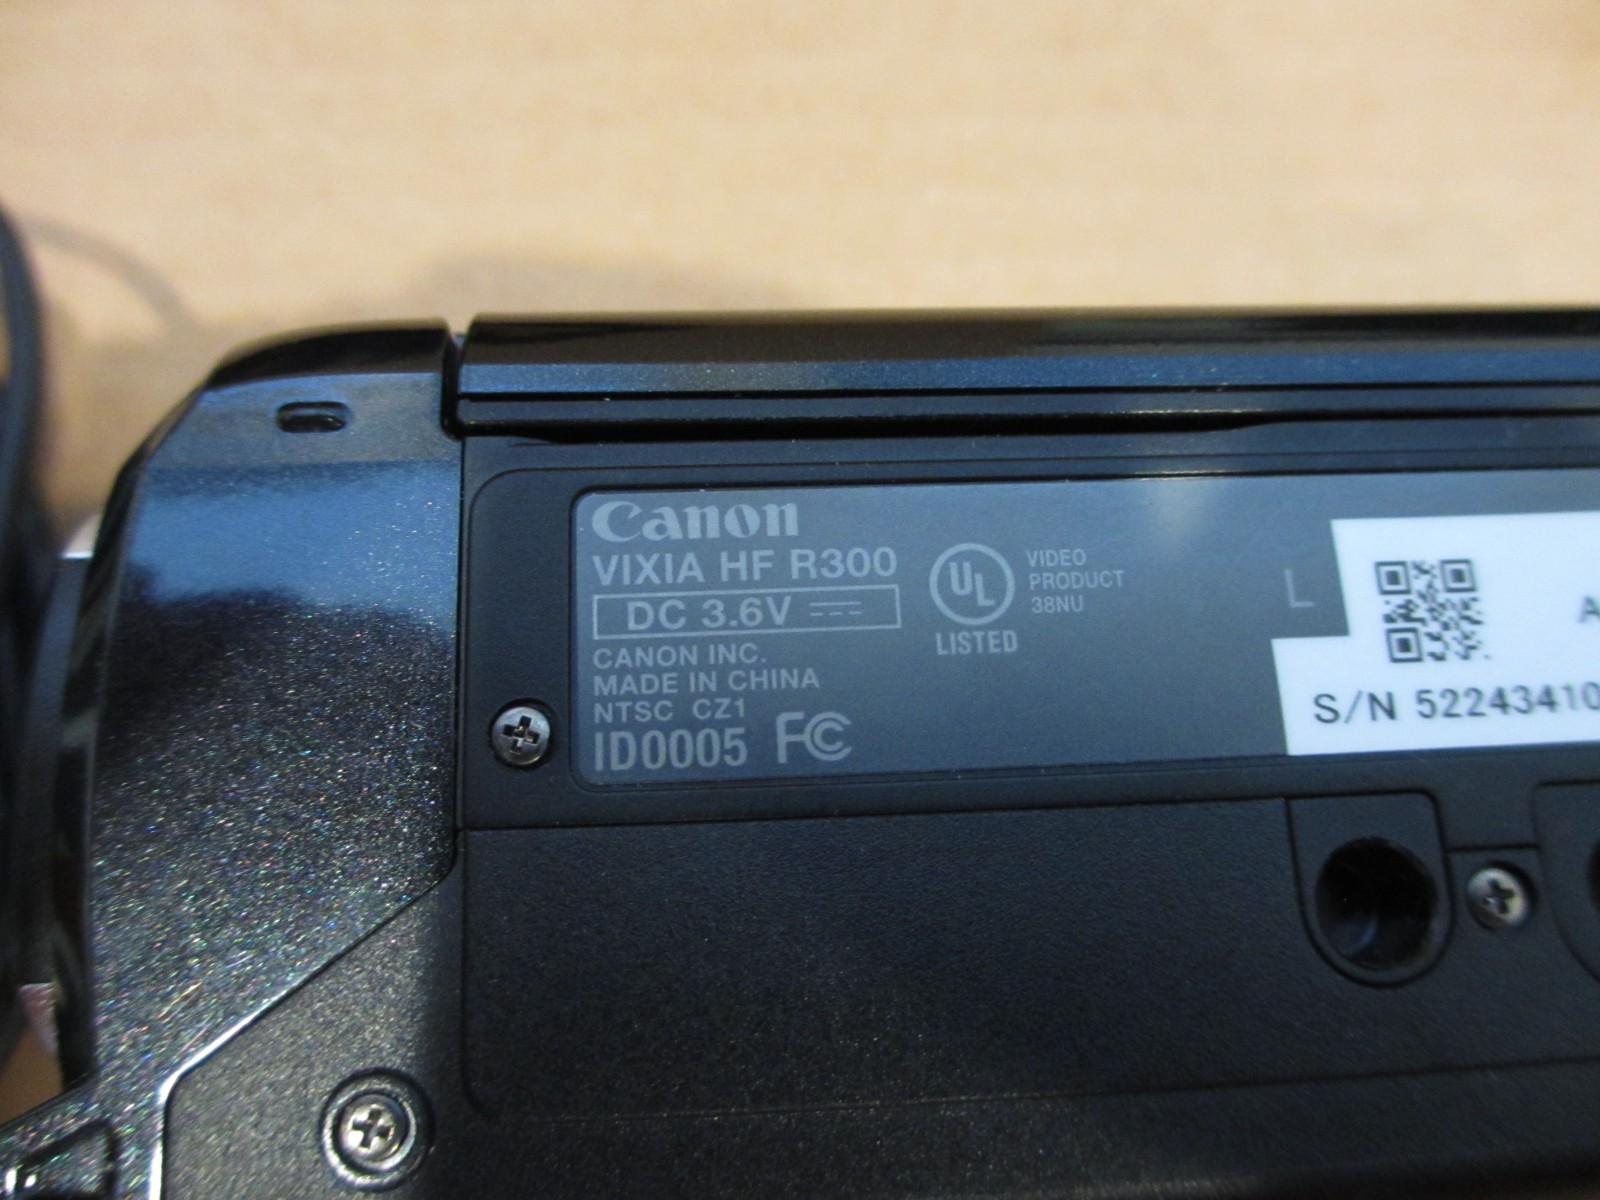 Canon
VIXIA HF R300
DC 3.6V
CANON INC.
MADE IN CHINA
NTSC CZ1
ID0005 FC
UL
LISTED
VIDEO
PRODUCT
38NU
L
A
S/N 52243410